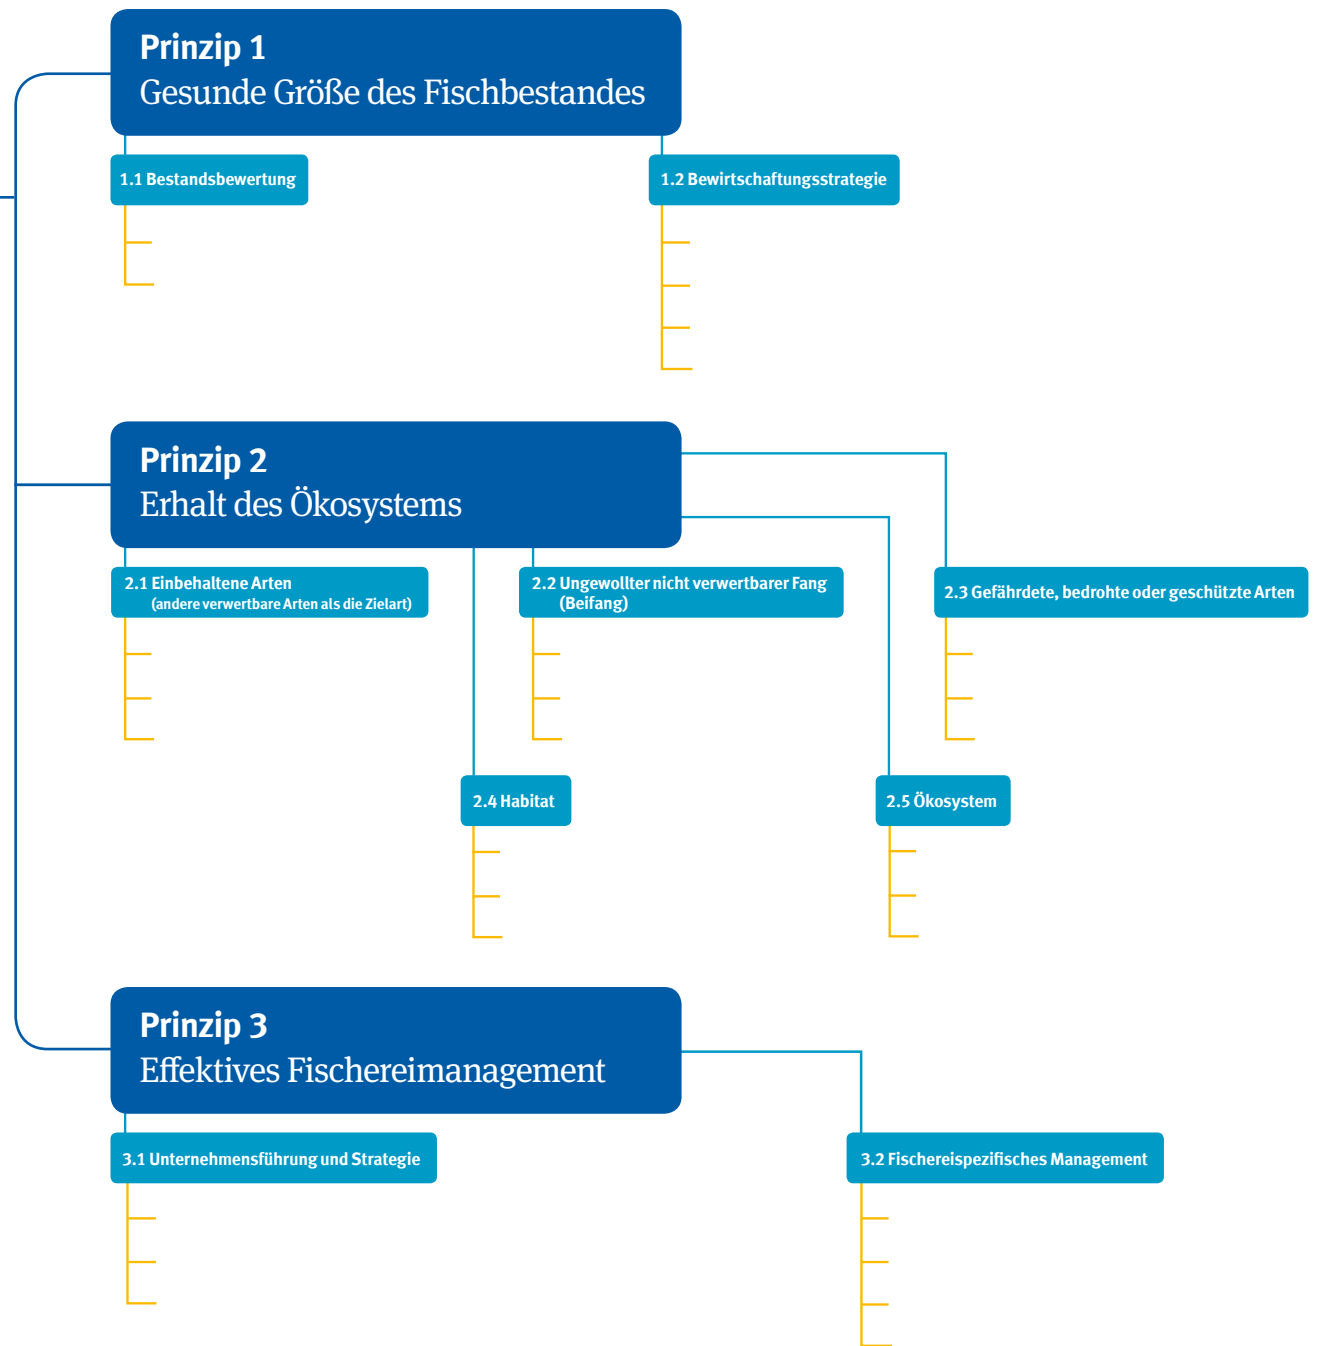 Prinzip 1
Gesunde Größe des Fischbestandes
1.1 Bestandsbewertung
1.2 Bewirtschaftungsstrategie
Prinzip 2
Erhalt des Ökosystems
2.1 Einbehaltene Arten
(andere verwertbare Arten als die Zielart)
2.2 Ungewollter nicht verwertbarer Fang
(Beifang)
2.3 Gefährdete, bedrohte oder geschützte Arten
2.4 Habitat
2.5 Ökosystem
Prinzip 3
Effektives Fischereimanagement
3.1 Unternehmensführung und Strategie
3.2 Fischereispezifisches Management